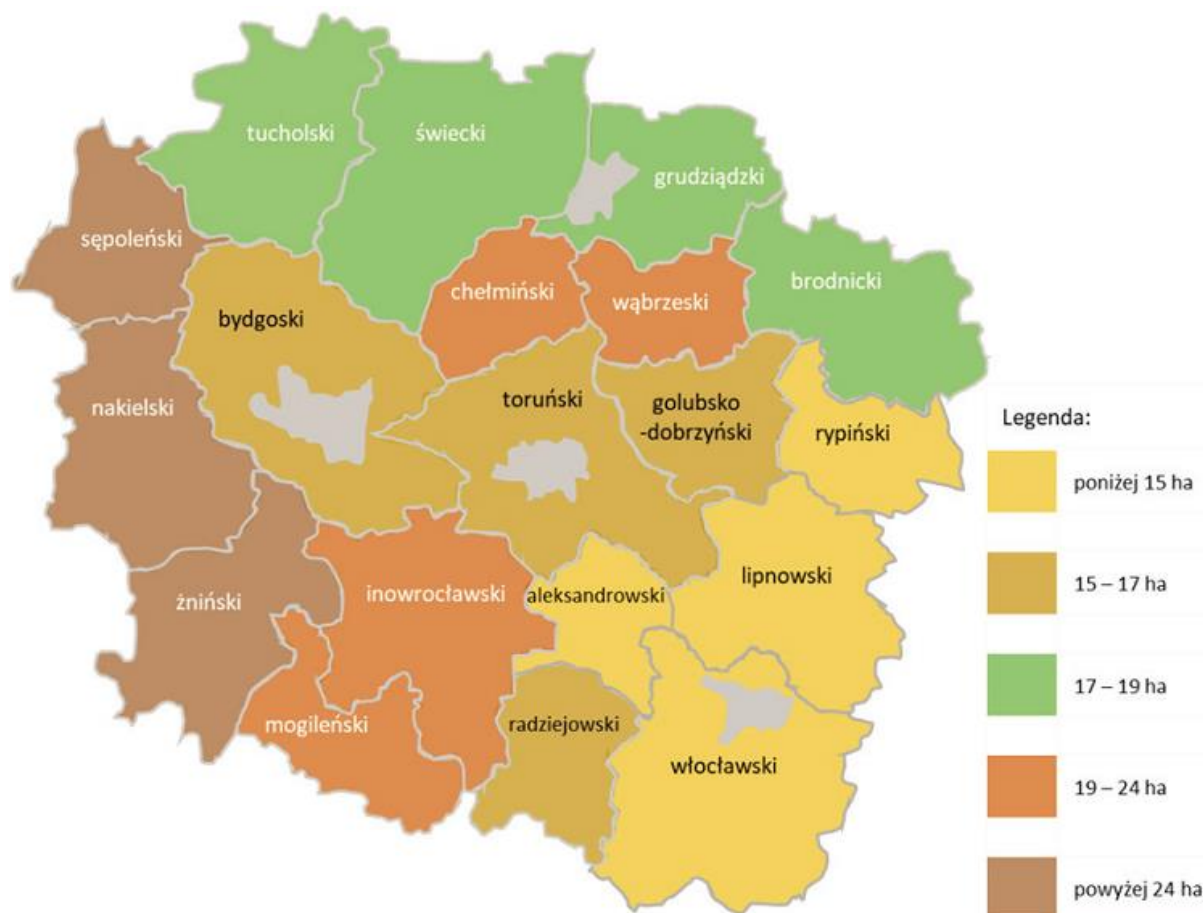 tucholski
świecki
grudziądzki
sępoleński
brodnicki
chełmiński
wąbrzeski
bydgoski
nakielski
toruński
golubsko
-dobrzyński
rypiński
żniński
inowrocławski
aleksandrowski
lipnowski
mogileński
radziejowski
włocławski
Legenda:
poniżej 15 ha
15 – 17 ha
17 – 19 ha
19 – 24 ha
powyżej 24 ha